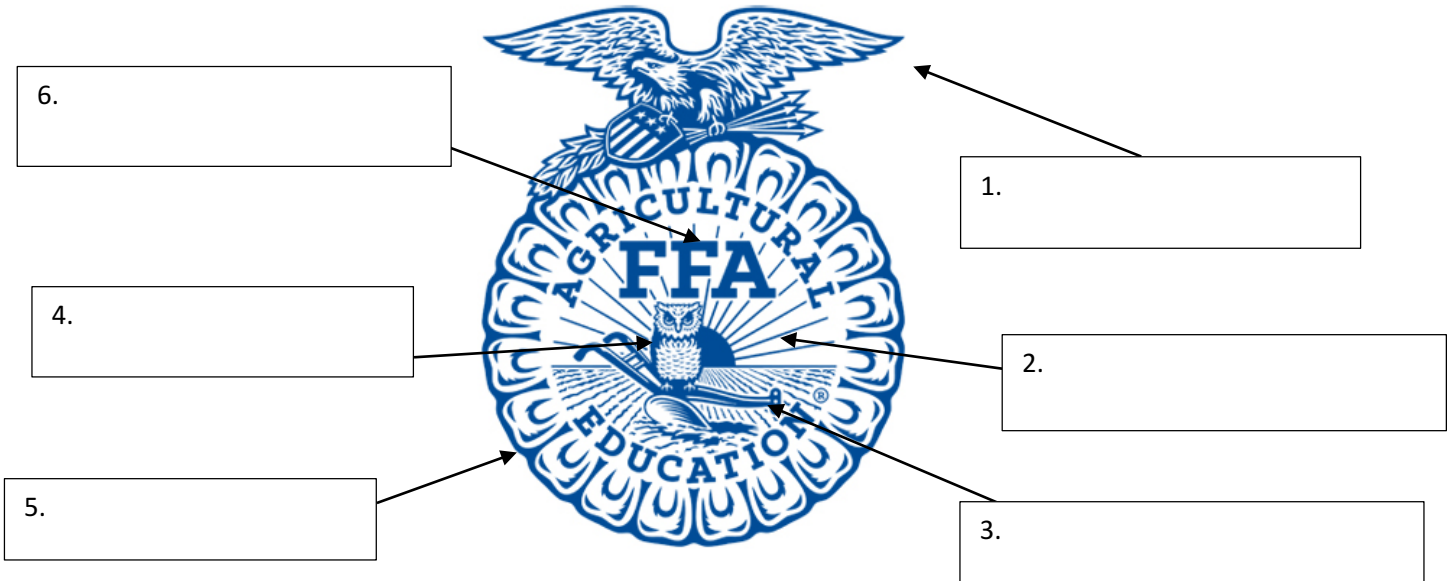 6.
1.
AGRICULTURAL
FFA
4.
2.
®
EDUCATION
5.
3.